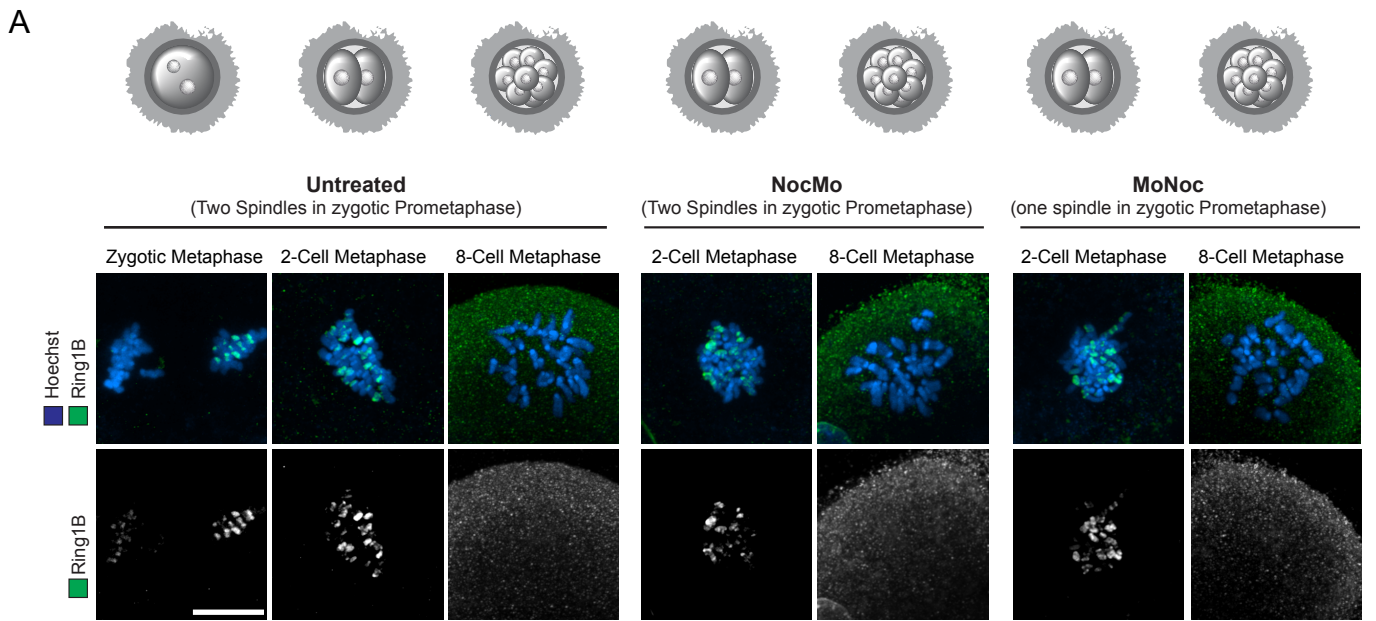 A
Untreated
(Two Spindles in zygotic Prometaphase)
NocMo
(Two Spindles in zygotic Prometaphase)
MoNoc
(one spindle in zygotic Prometaphase)
Zygotic Metaphase
2-Cell Metaphase
8-Cell Metaphase
2-Cell Metaphase
8-Cell Metaphase
2-Cell Metaphase
8-Cell Metaphase
Hoechst
Ring1B
Ring1B